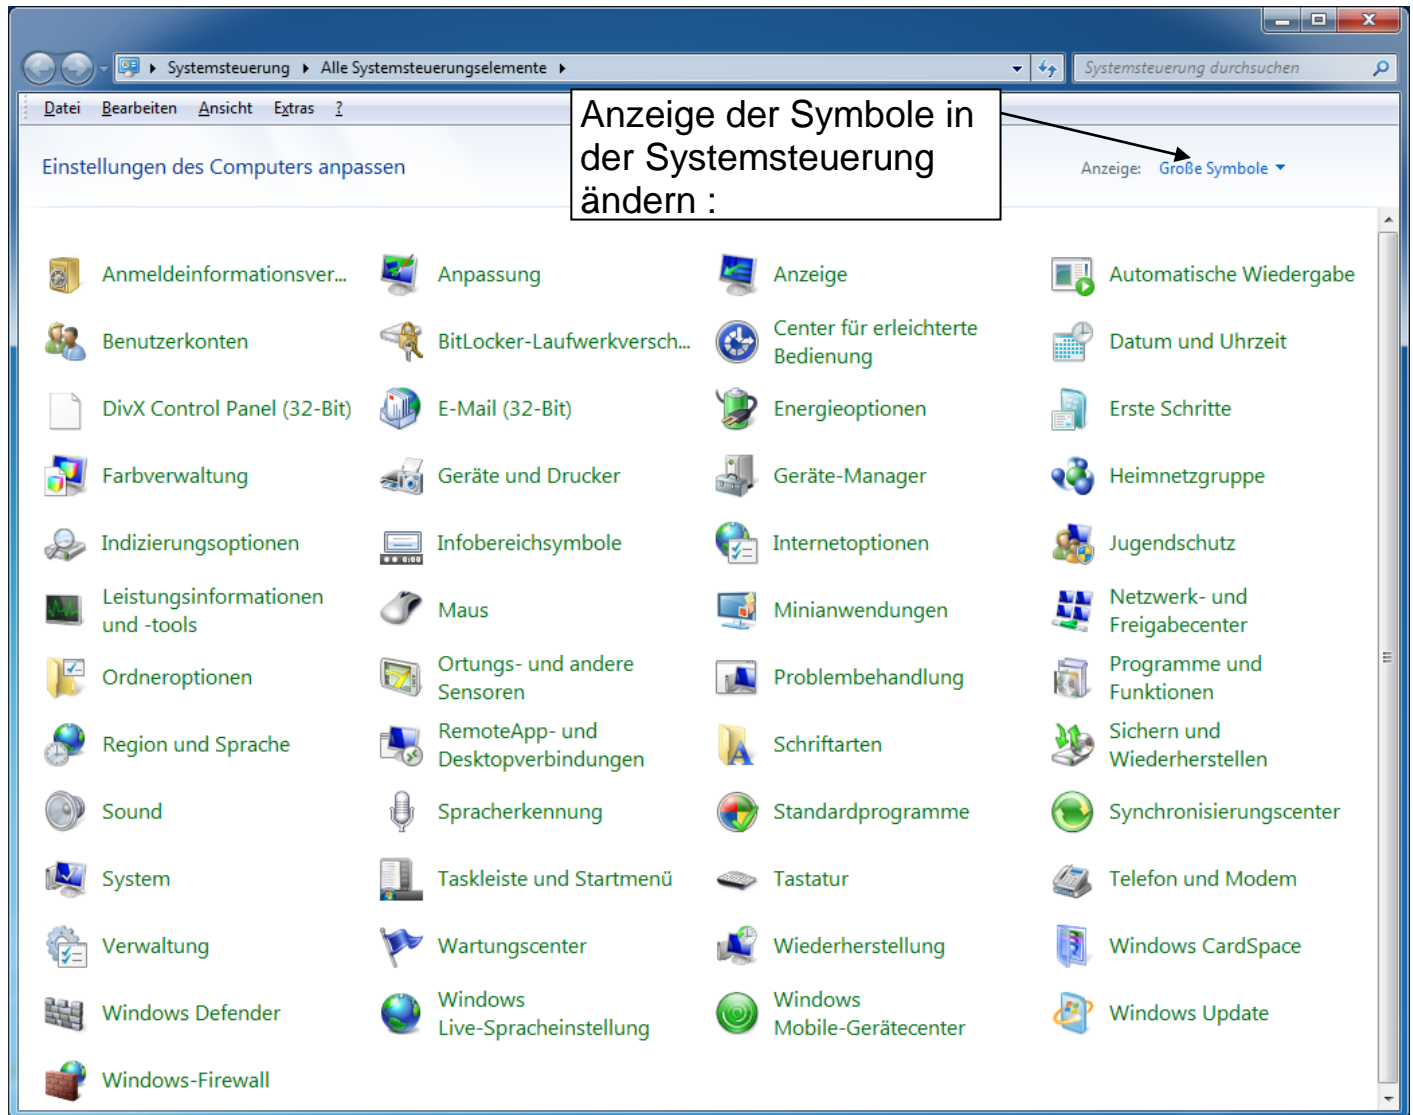 Systemsteuerung ▸ Alle Systemsteuerungselemente ▸
Systemsteuerung durchsuchen
Datei Bearbeiten Ansicht Extras ?
Anzeige der Symbole in
der Systemsteuerung
ändern :
Einstellungen des Computers anpassen
Anzeige: Große Symbole
Anmeldeinformationsver...
Anpassung
Anzeige
Automatische Wiedergabe
Benutzerkonten
BitLocker-Laufwerkversch...
Center für erleichterte
Bedienung
Datum und Uhrzeit
DivX Control Panel (32-Bit)
E-Mail (32-Bit)
Energieoptionen
Erste Schritte
Farbverwaltung
Geräte und Drucker
Geräte-Manager
Heimnetzgruppe
Indizierungsoptionen
Infobereichsymbole
Internetoptionen
Jugendschutz
Leistungsinformationen
und -tools
Maus
Minianwendungen
Netzwerk- und
Freigabecenter
Ordneroptionen
Ortungs- und andere
Sensoren
Problembehandlung
Programme und
Funktionen
Region und Sprache
RemoteApp- und
Desktopverbindungen
Schriftarten
Sichern und
Wiederherstellen
Sound
Spracherkennung
Standardprogramme
Synchronisierungscenter
System
Taskleiste und Startmenü
Tastatur
Telefon und Modem
Verwaltung
Wartungscenter
Wiederherstellung
Windows CardSpace
Windows Defender
Windows
Live-Spracheinstellung
Windows
Mobile-Gerätecenter
Windows Update
Windows-Firewall